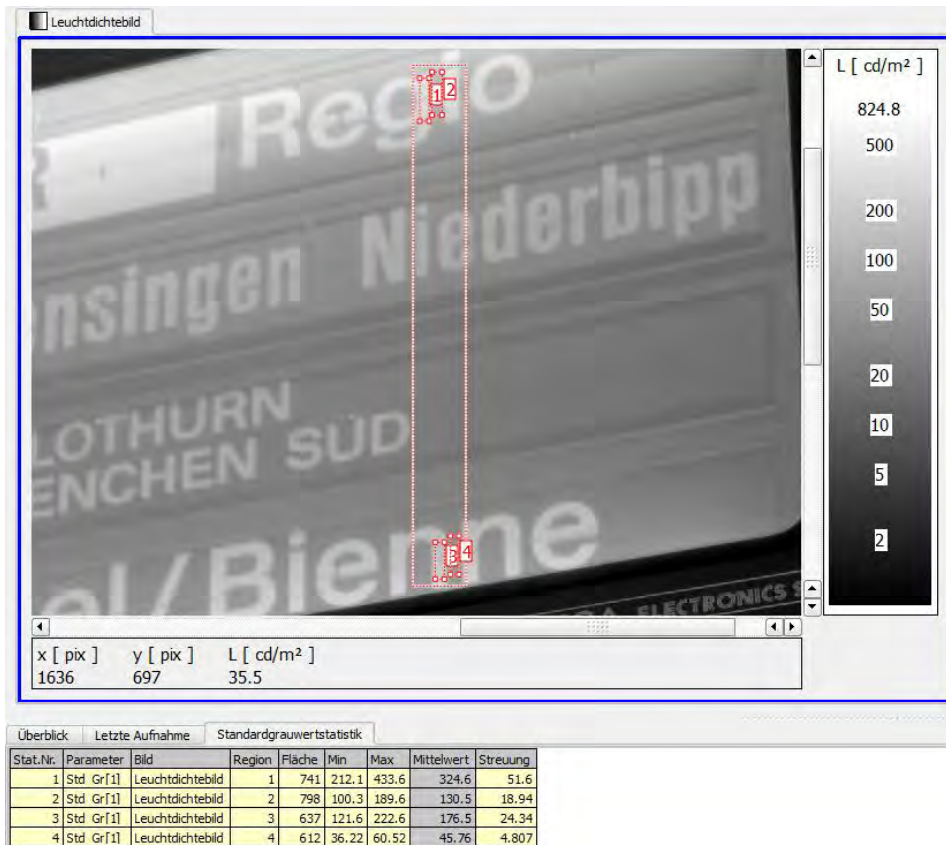 Leuchtdichtebild
Regio
1 2
nsingen Niederbipp
LOTHURN
ENCHEN SÜD
3 4
el/Bienne
ELECTRONICS S
L [ cd/m² ]
824.8
500
200
100
50
20
10
5
2
x [ pix ] y [ pix ] L [ cd/m² ]
1636 697 35.5
Überblick Letzte Aufnahme Standardgrauwertstatistik
Stat.Nr. Parameter Bild Region Fläche Min Max Mittelwert Streuung
1 Std Gr[1] Leuchtdichtebild 1 741 212.1 433.6 324.6 51.6
2 Std Gr[1] Leuchtdichtebild 2 798 100.3 189.6 130.5 18.94
3 Std Gr[1] Leuchtdichtebild 3 637 121.6 222.6 176.5 24.34
4 Std Gr[1] Leuchtdichtebild 4 612 36.22 60.52 45.76 4.807